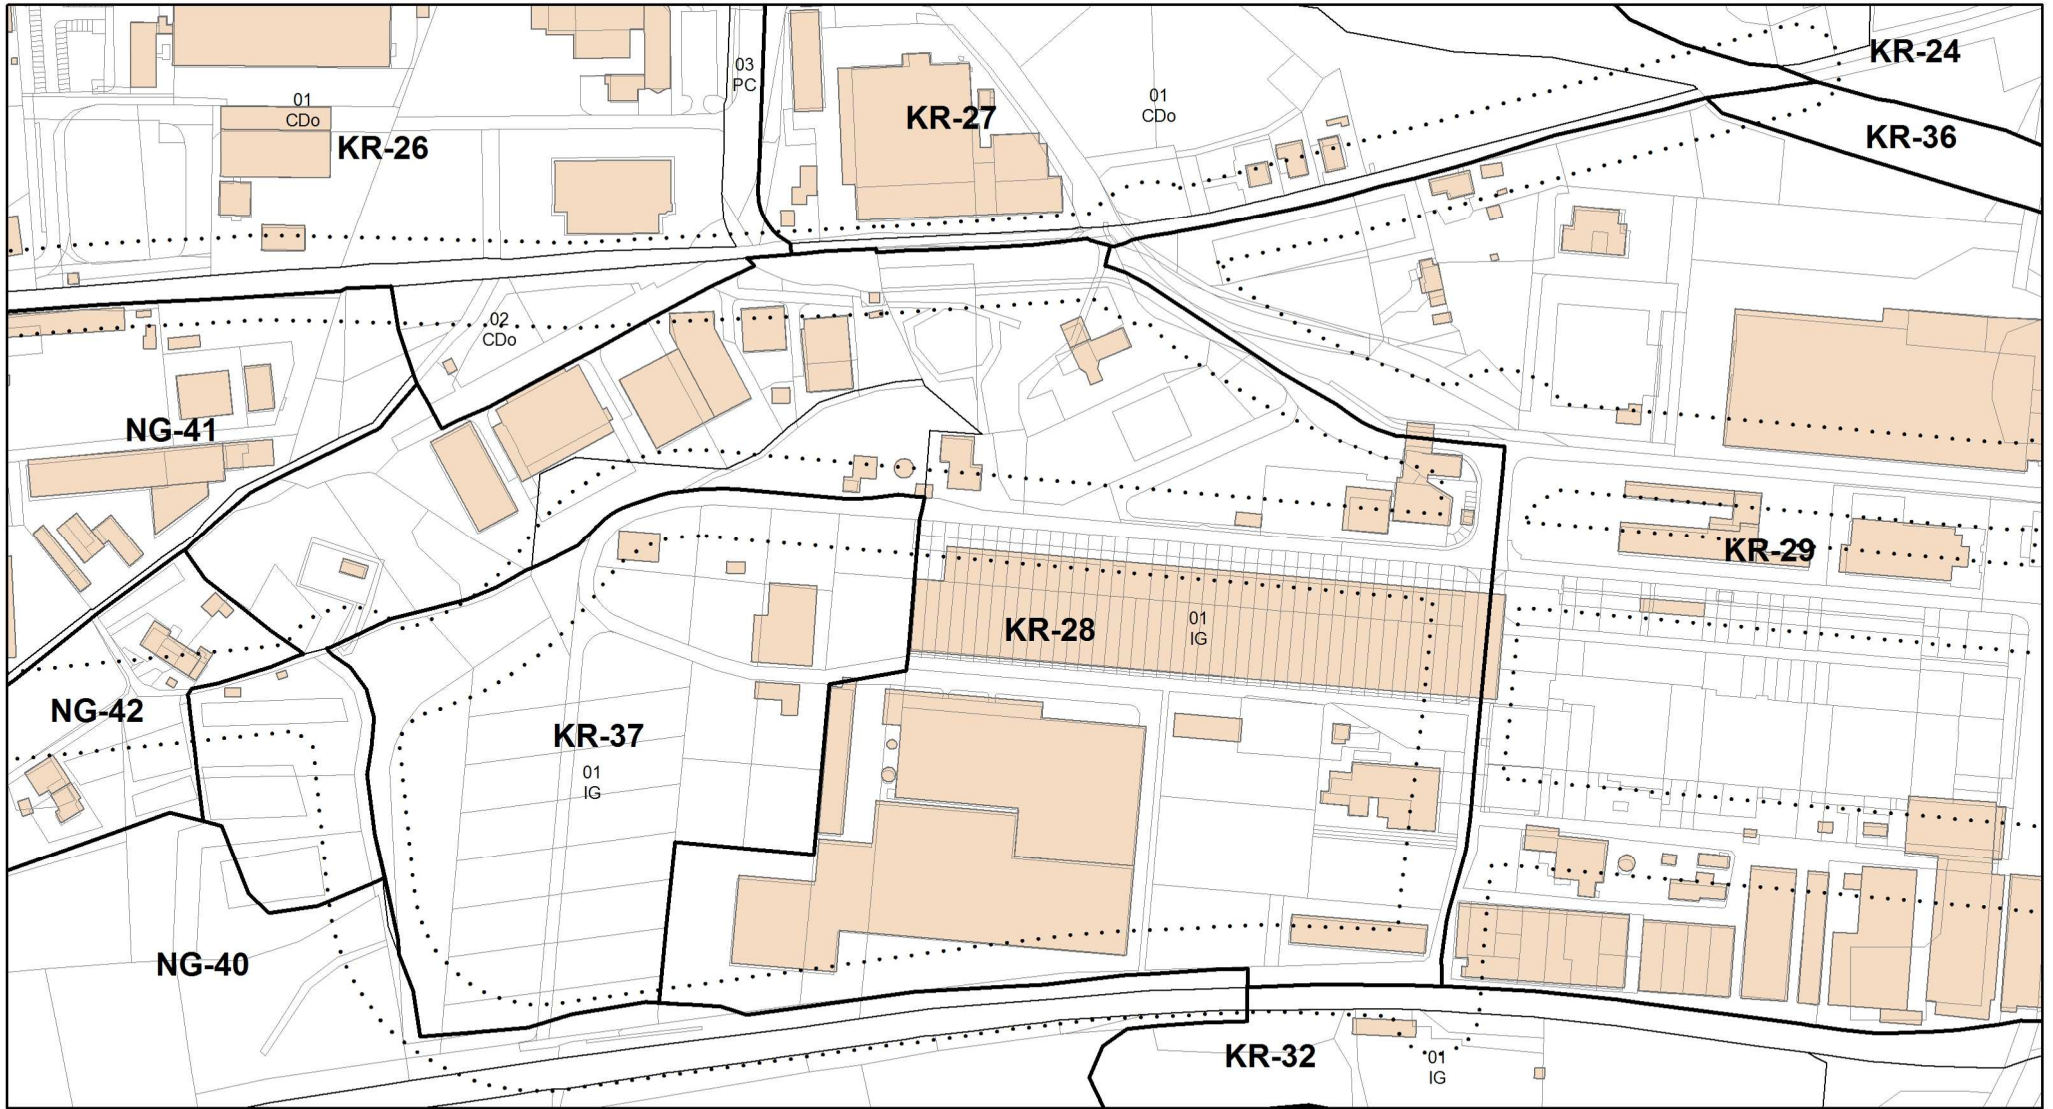 KR-24
03
PC
01
CDo
01
CDo
KR-27
KR-36
KR-26
02
CDo
NG-41
KR-29
01
IG
KR-28
NG-42
KR-37
01
IG
NG-40
KR-32
01
IG